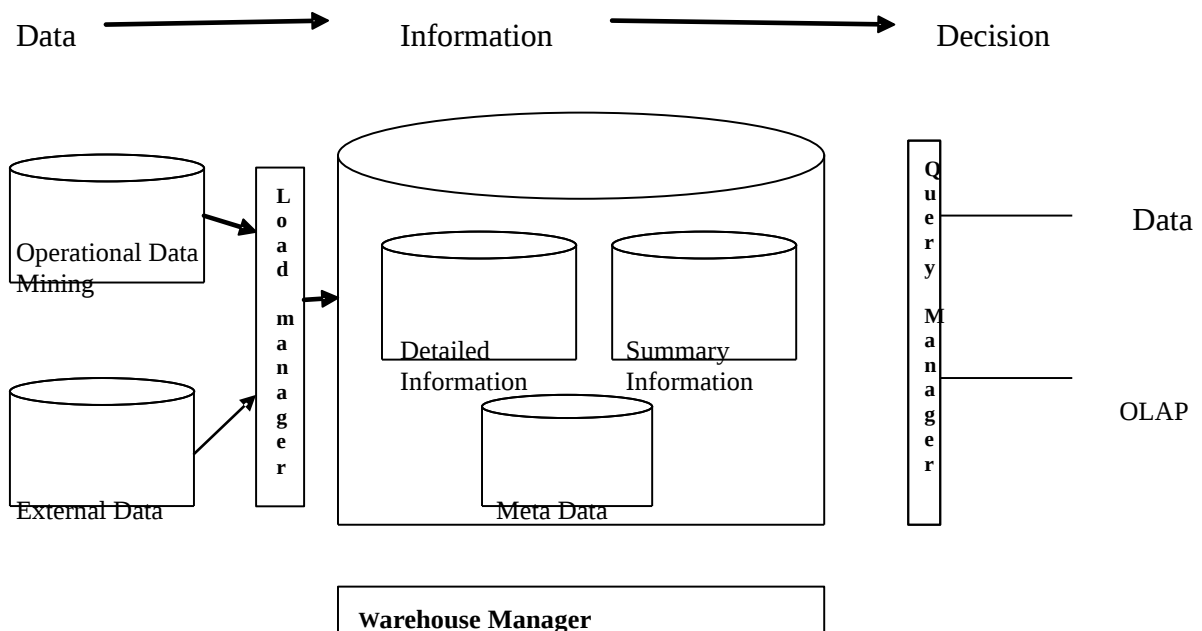 Data
Information
Decision
Operational Data
Mining
External Data
Load manager
Detailed
Information
Summary
Information
Meta Data
Query Manager
Data
OLAP
Warehouse Manager